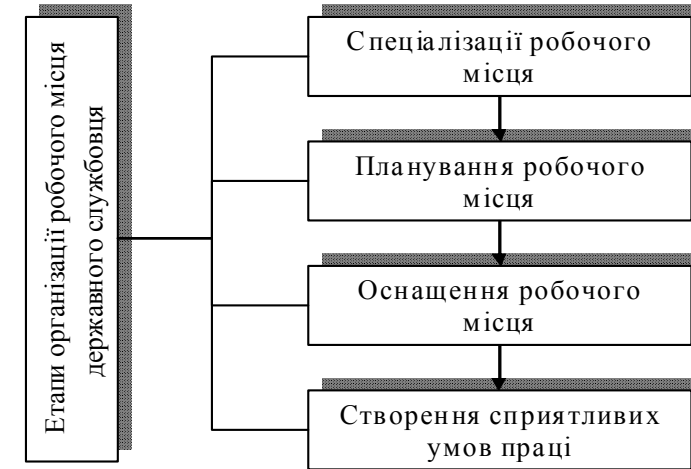 Етапи організації робочого місця
державного службовця
Спеціалізації робочого
місця
Планування робочого
місця
Оснащення робочого
місця
Створення сприятливих
умов праці